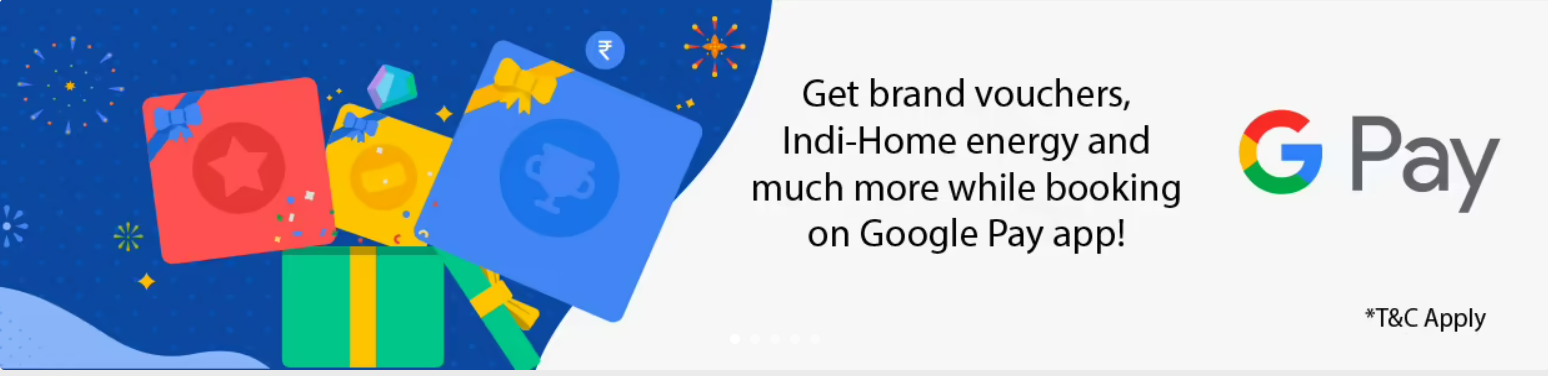 ₹
Get brand vouchers,
Indi-Home energy and
much more while booking
on Google Pay app!
G Pay
*T&C Apply